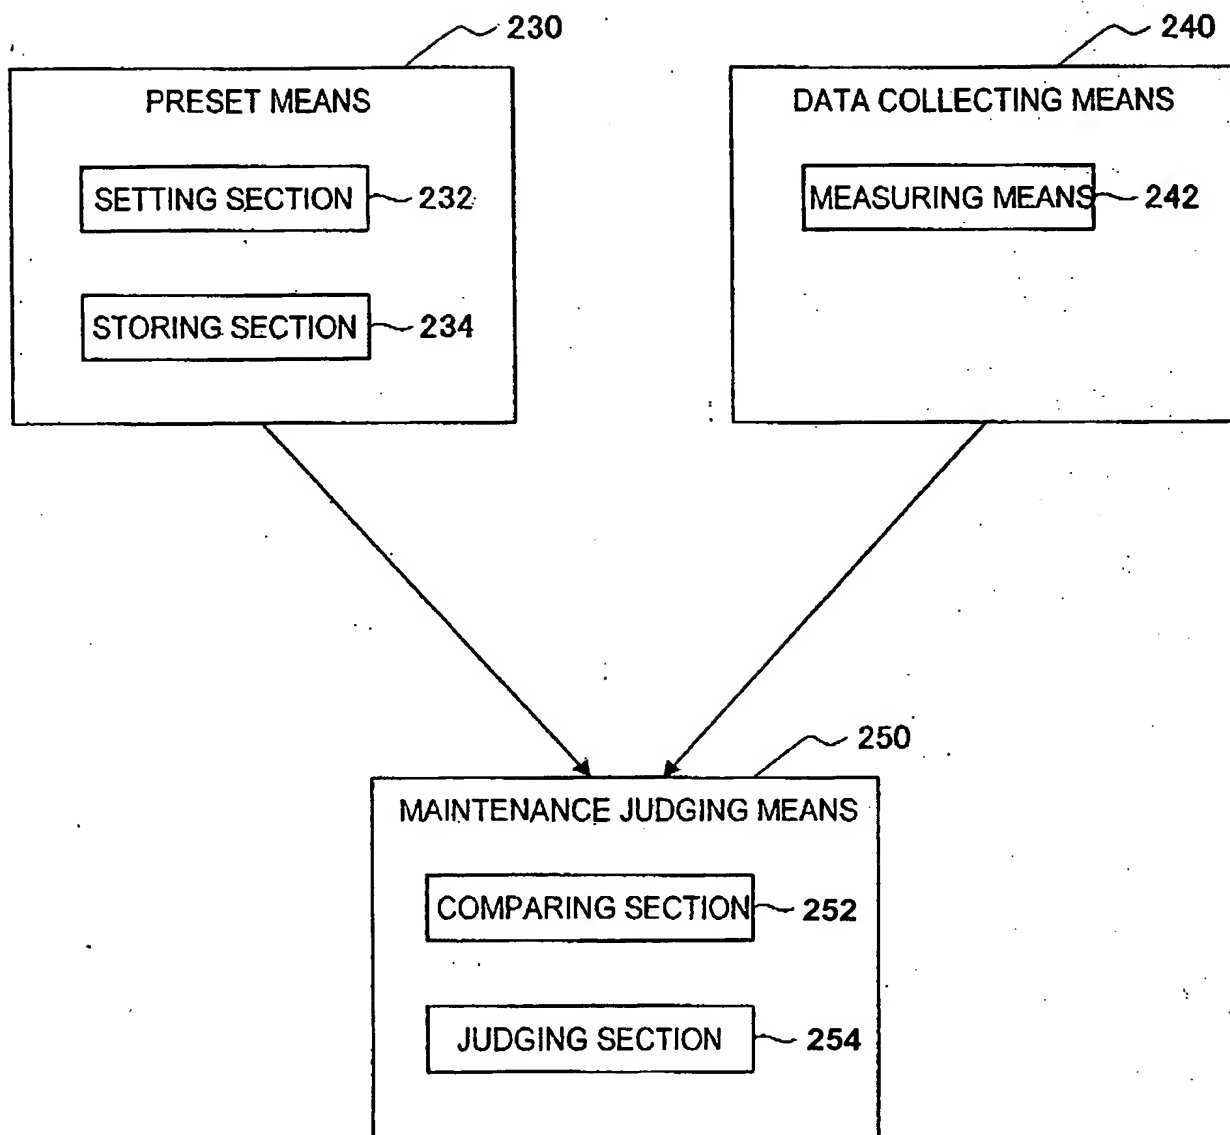 230
PRESET MEANS
SETTING SECTION
232
STORING SECTION
234
240
DATA COLLECTING MEANS
MEASURING MEANS
242
250
MAINTENANCE JUDGING MEANS
COMPARING SECTION
252
JUDGING SECTION
254